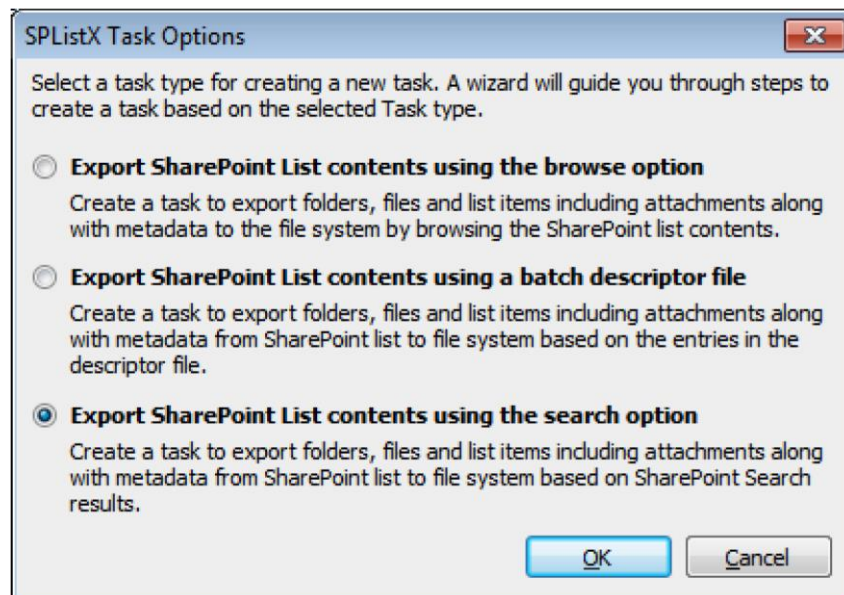 SPListX Task Options
Select a task type for creating a new task. A wizard will guide you through steps to
create a task based on the selected Task type.
Export SharePoint List contents using the browse option
Create a task to export folders, files and list items including attachments along
with metadata to the file system by browsing the SharePoint list contents.
Export SharePoint List contents using a batch descriptor file
Create a task to export folders, files and list items including attachments along
with metadata from SharePoint list to file system based on the entries in the
descriptor file.
Export SharePoint List contents using the search option
Create a task to export folders, files and list items including attachments along
with metadata from SharePoint list to file system based on SharePoint Search
results.
OK Cancel